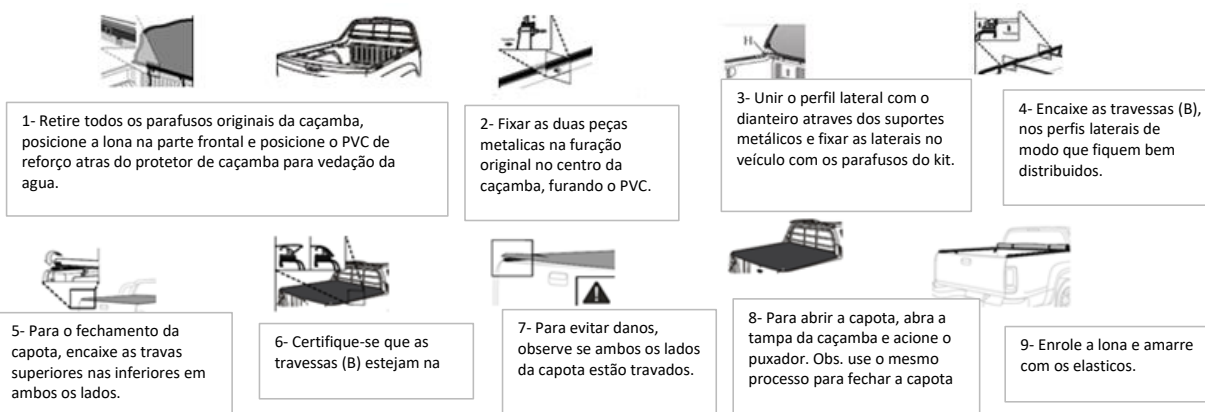 H
1- Retire todos os parafusos originais da caçamba,
posicione a lona na parte frontal e posicione o PVC de
reforço atras do protetor de caçamba para vedação da
agua.
2- Fixar as duas peças
metalicas na furação
original no centro da
caçamba, furando o PVC.
3- Unir o perfil lateral com o
dianteiro atraves dos suportes
metálicos e fixar as laterais no
veículo com os parafusos do kit.
4- Encaixe as travessas (B),
nos perfis laterais de
modo que fiquem bem
distribuidos.
5- Para o fechamento da
capota, encaixe as travas
superiores nas inferiores em
ambos os lados.
6- Certifique-se que as
travessas (B) estejam na
7- Para evitar danos,
observe se ambos os lados
da capota estão travados.
8- Para abrir a capota, abra a
tampa da caçamba e acione o
puxador. Obs. use o mesmo
processo para fechar a capota
9- Enrole a lona e amarre
com os elasticos.